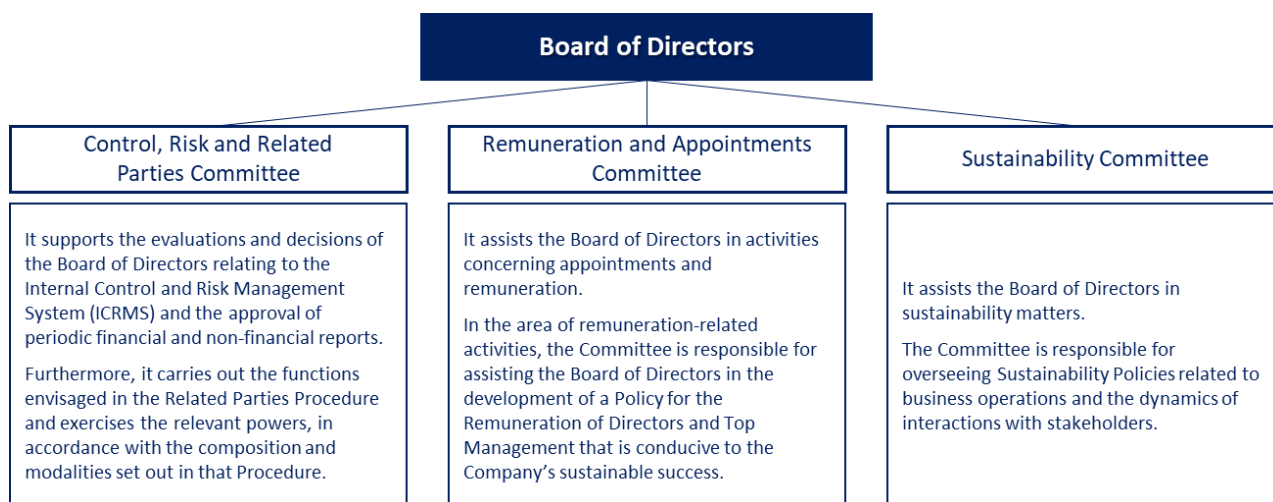 Board of Directors
Control, Risk and Related
Parties Committee
It supports the evaluations and decisions of
the Board of Directors relating to the
Internal Control and Risk Management
System (ICRMS) and the approval of
periodic financial and non-financial reports.
Furthermore, it carries out the functions
envisaged in the Related Parties Procedure
and exercises the relevant powers, in
accordance with the composition and
modalities set out in that Procedure.
Remuneration and Appointments
Committee
It assists the Board of Directors in activities
concerning appointments and
remuneration.
In the area of remuneration-related
activities, the Committee is responsible for
assisting the Board of Directors in the
development of a Policy for the
Remuneration of Directors and Top
Management that is conducive to the
Company’s sustainable success.
Sustainability Committee
It assists the Board of Directors in
sustainability matters.
The Committee is responsible for
overseeing Sustainability Policies related to
business operations and the dynamics of
interactions with stakeholders.